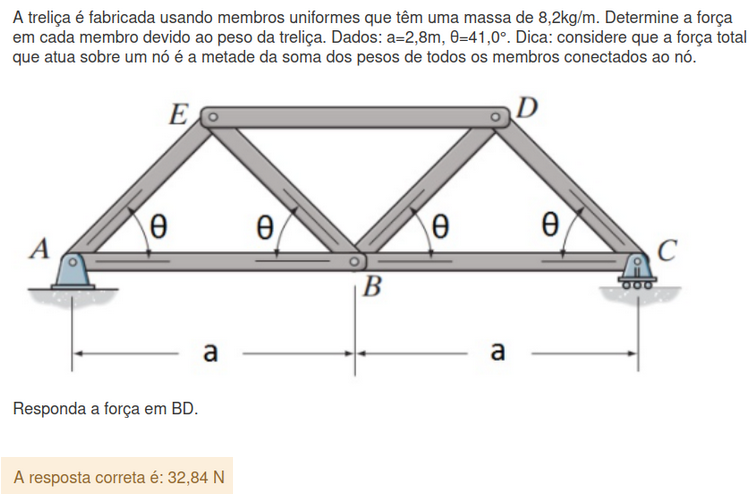 A treliça é fabricada usando membros uniformes que têm uma massa de 8,2kg/m. Determine a força
em cada membro devido ao peso da treliça. Dados: a=2,8m, θ=41,0°. Dica: considere que a força total
que atua sobre um nó é a metade da soma dos pesos de todos os membros conectados ao nó.
E D
θ θ θ θ
A C
B
a a
Responda a força em BD.
A resposta correta é: 32,84 N